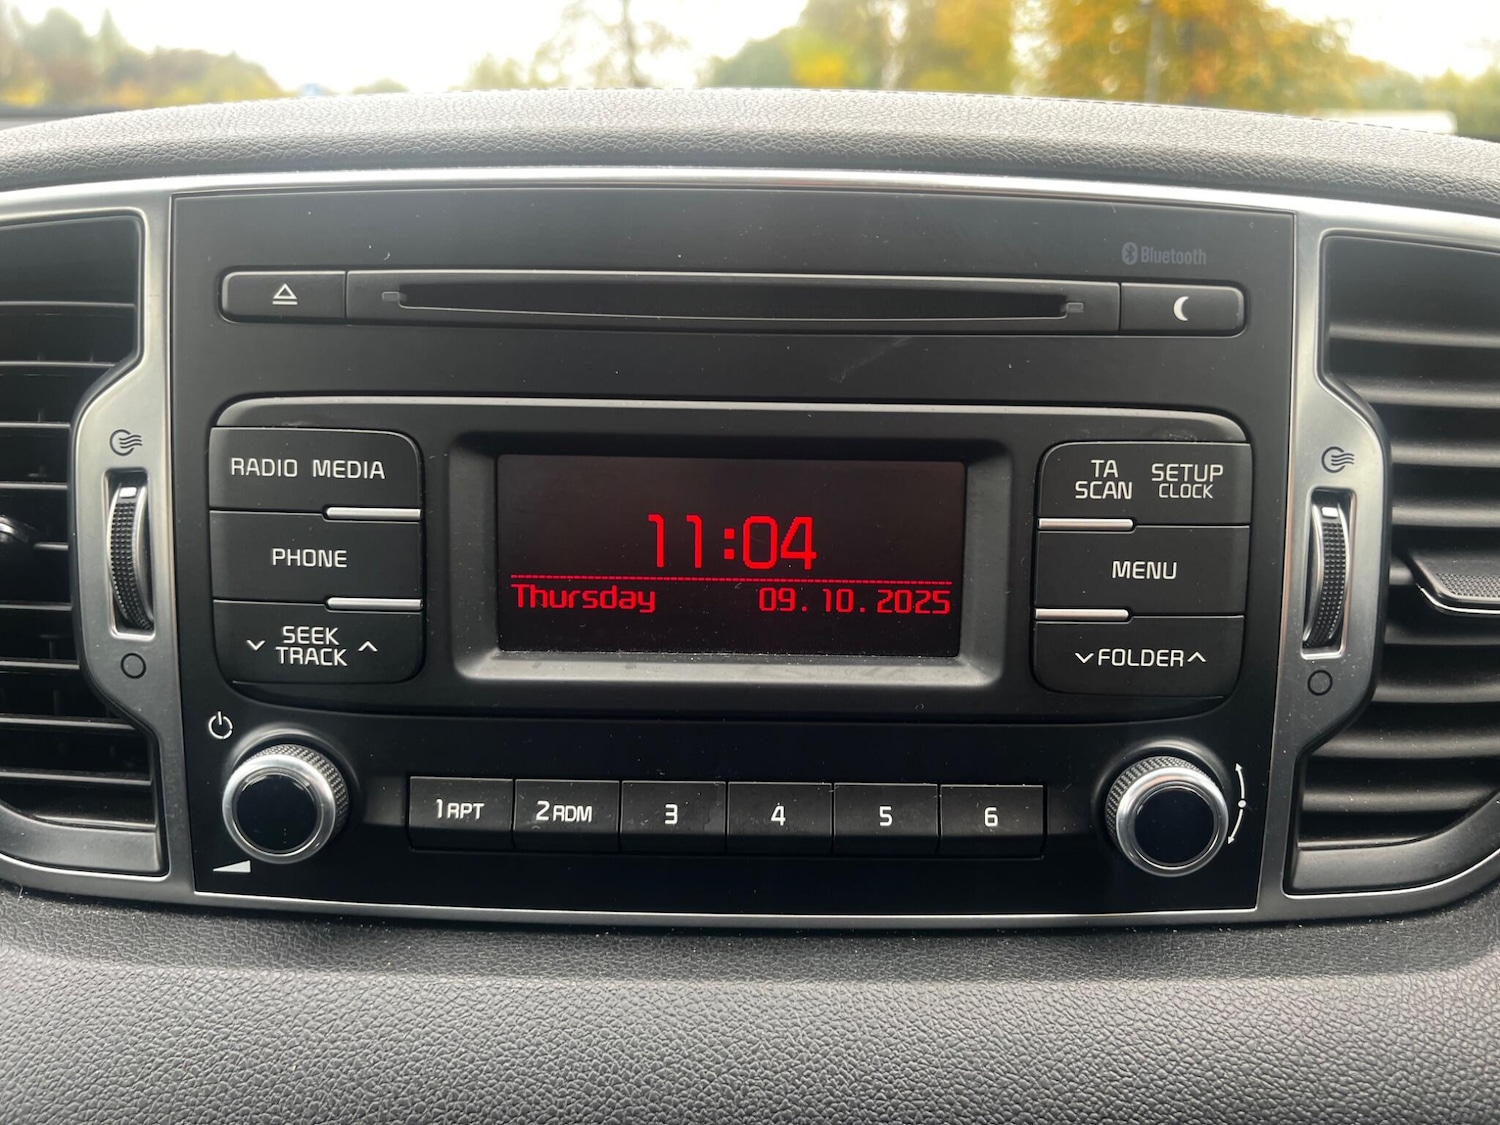 Bluetooth
RADIO MEDIA
PHONE
SEEK
TRACK
11:04
Thursday 09. 10. 2025
TA
SCAN
SETUP
CLOCK
MENU
FOLDER
1 RPT
2 RDM
3
4
5
6